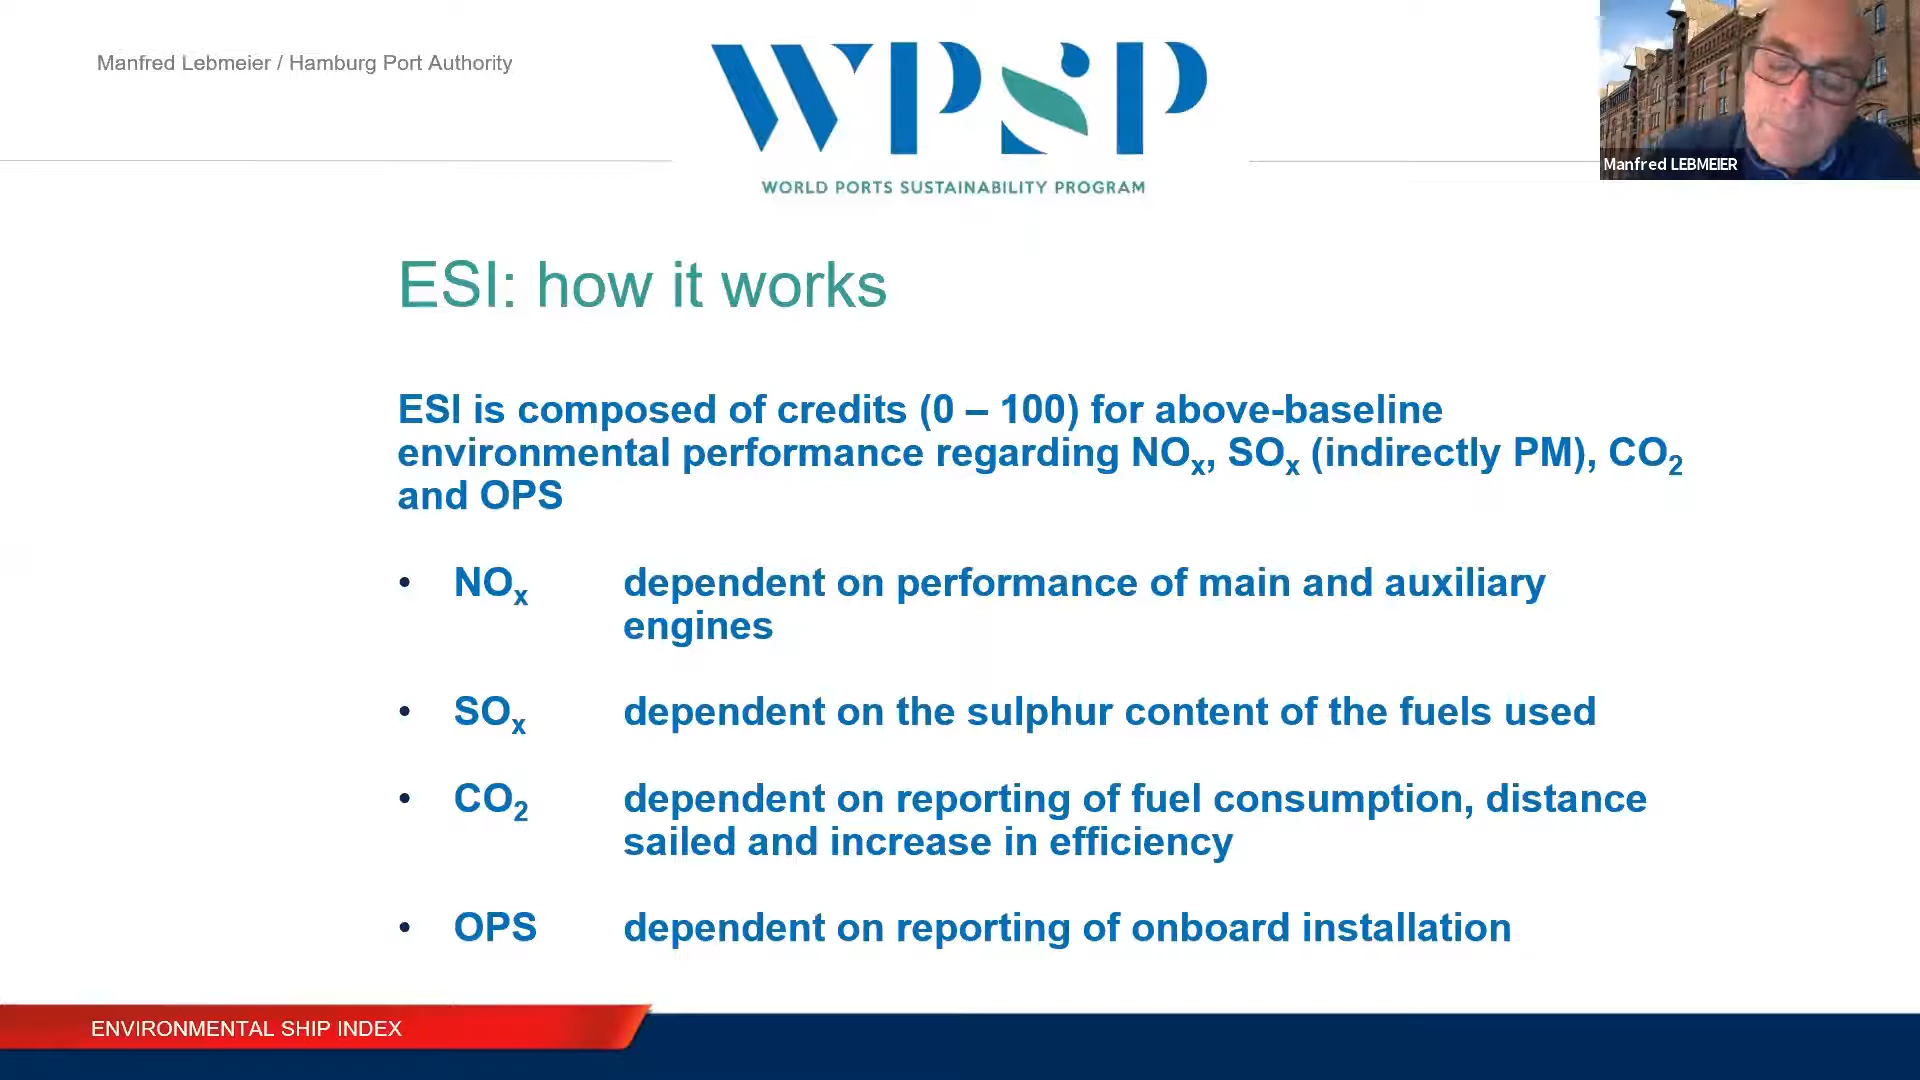 Manfred Lebmeier / Hamburg Port Authority
WPSP
WORLD PORTS SUSTAINABILITY PROGRAM
Manfred LEBMEIER
ESI: how it works
ESI is composed of credits (0 – 100) for above-baseline
environmental performance regarding NOx, SOx (indirectly PM), CO2
and OPS
• NOx dependent on performance of main and auxiliary
engines
• SOx dependent on the sulphur content of the fuels used
• CO2 dependent on reporting of fuel consumption, distance
sailed and increase in efficiency
• OPS dependent on reporting of onboard installation
ENVIRONMENTAL SHIP INDEX